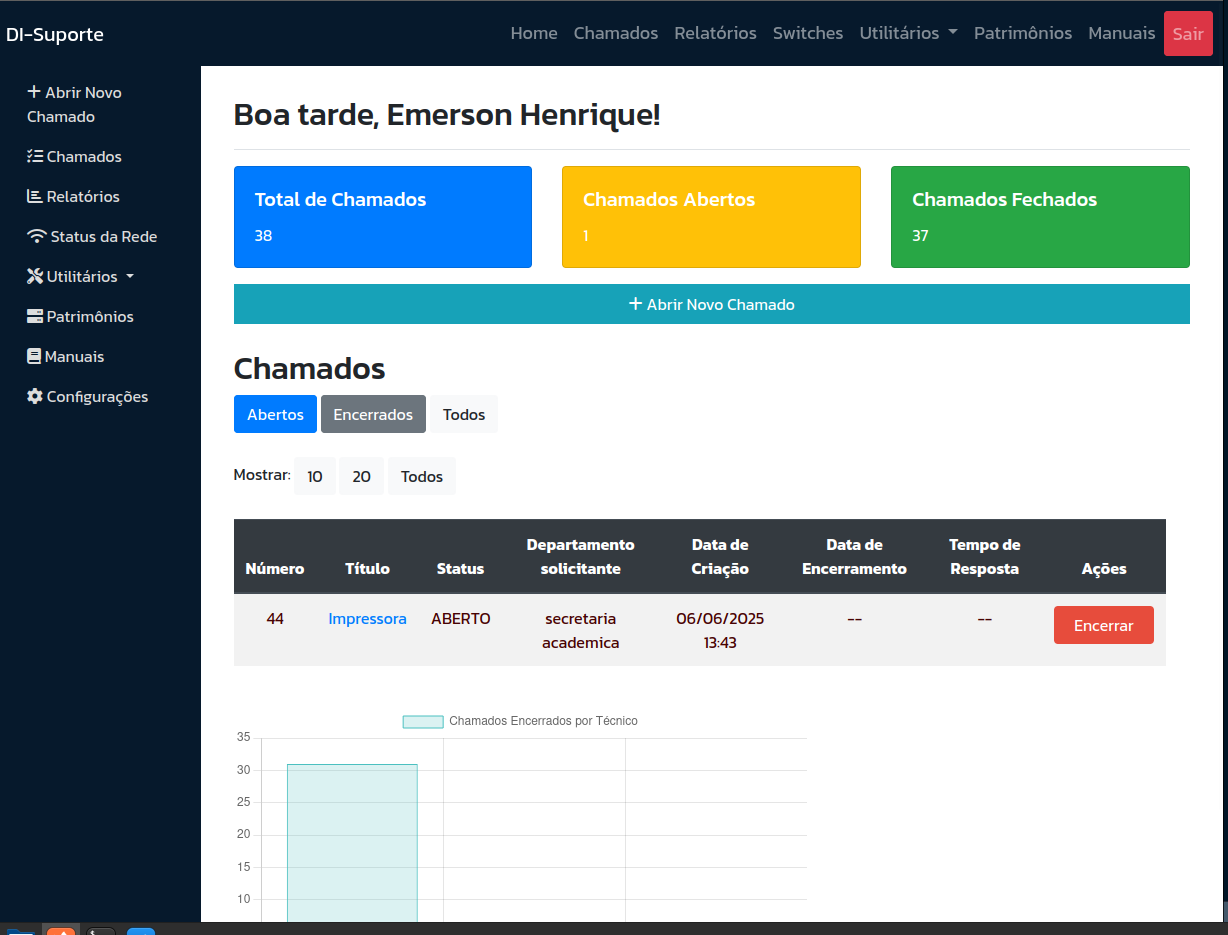 DI-Suporte
Home Chamados Relatórios Switches Utilitários Patrimônios Manuais Sair
Abrir Novo
Chamado
Chamados
Relatórios
Status da Rede
Utilitários
Patrimônios
Manuais
Configurações
Boa tarde, Emerson Henrique!
Total de Chamados
38
Chamados Abertos
1
Chamados Fechados
37
+ Abrir Novo Chamado
Chamados
Abertos Encerrados Todos
Mostrar: 10 20 Todos
Número Título Status Departamento solicitante Data de Criação Data de Encerramento Tempo de Resposta Ações
44 Impressora ABERTO secretaria academica 06/06/2025 13:43 -- -- Encerrar
Chamados Encerrados por Técnico
35
30
25
20
15
10